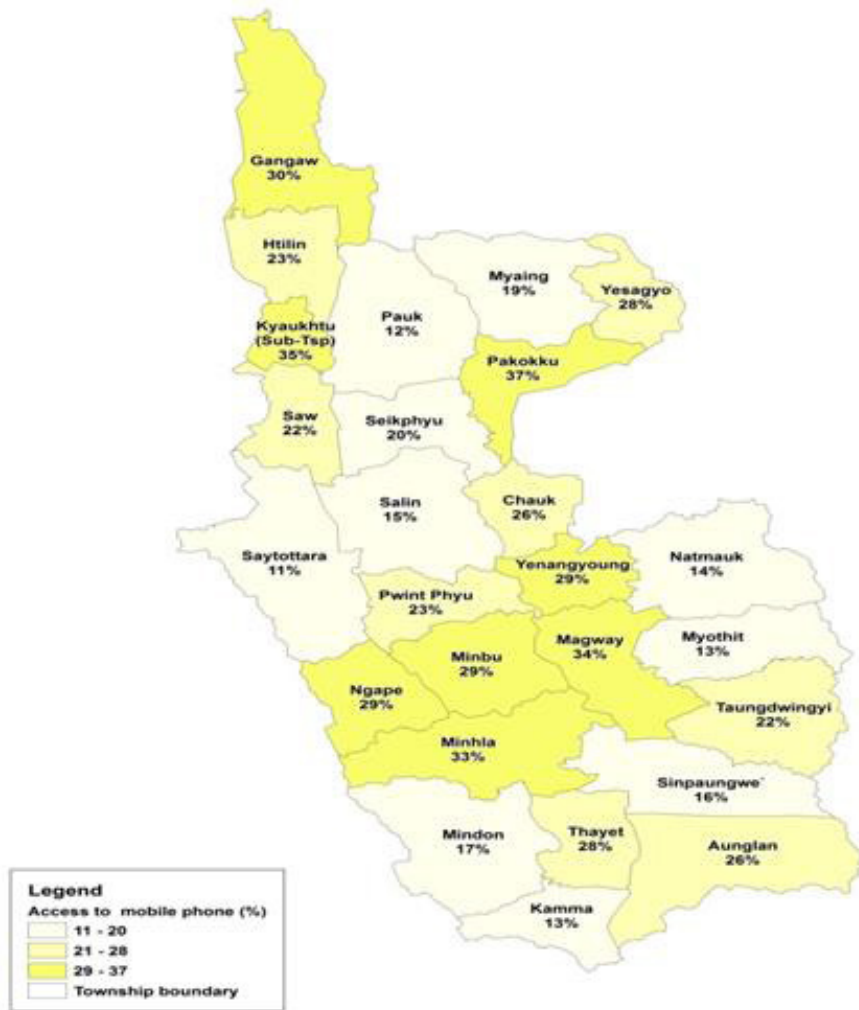 Gangaw
30%
Htilin
23%
Myaing
19%
Yesagyo
28%
Kyaukhtu
(Sub-Tsp)
35%
Pauk
12%
Pakokku
37%
Saw
22%
Seikphyu
20%
Salin
15%
Chauk
26%
Saytottara
11%
Yenangyoung
29%
Natmauk
14%
Pwint Phyu
23%
Magway
34%
Myothit
13%
Minbu
29%
Ngape
29%
Taungdwingyi
22%
Minhla
33%
Sinpaungwe`
16%
Mindon
17%
Thayet
28%
Aunglan
26%
Kamma
13%
Legend
Access to mobile phone (%)
11 - 20
21 - 28
29 - 37
Township boundary